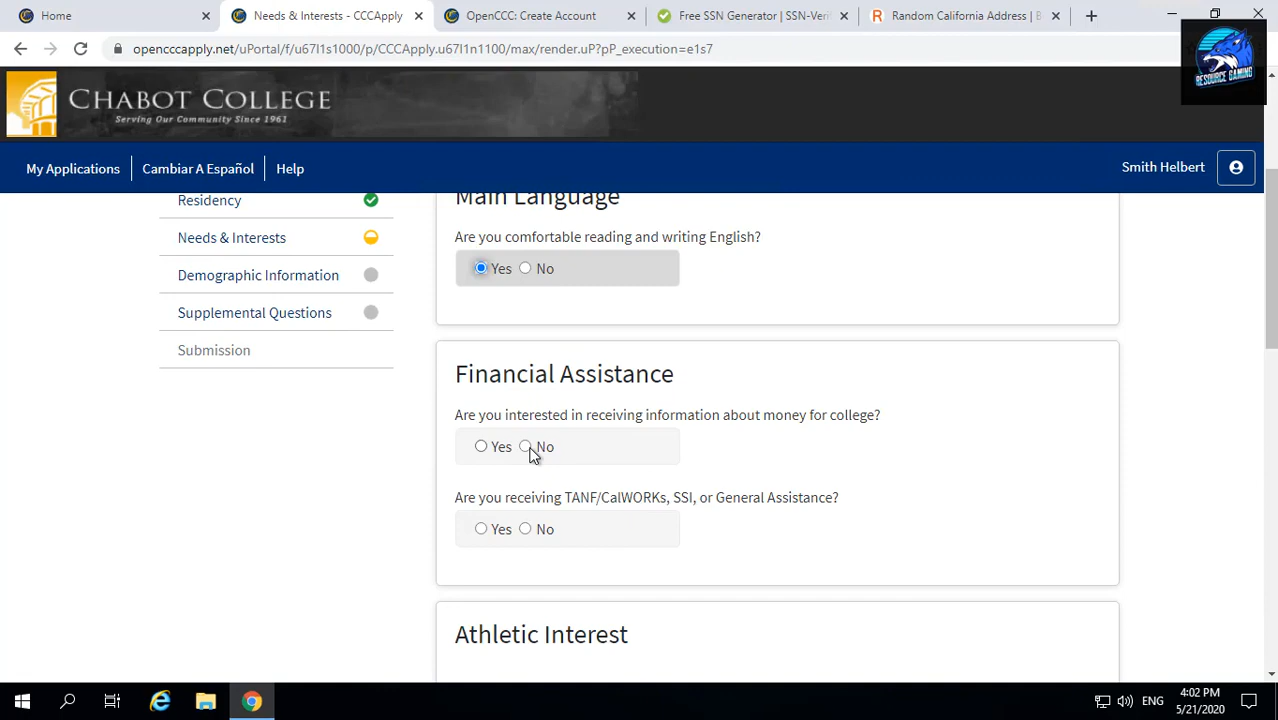 Home
Needs & Interests - CCCApply
OpenCCC: Create Account
Free SSN Generator | SSN-Veri
Random California Address | B
opencccapply.net/uPortal/f/u67l1s1000/p/CCCApply.u67l1n1100/max/render.uP?pP_execution=e1s7
RESOURCE GAMING
CHABOT COLLEGE
Serving Our Community Since 1961
My Applications
Cambiar A Español
Help
Smith Helbert
Residency
Needs & Interests
Demographic Information
Supplemental Questions
Submission
Main Language
Are you comfortable reading and writing English?
Yes No
Financial Assistance
Are you interested in receiving information about money for college?
Yes No
Are you receiving TANF/CalWORKs, SSI, or General Assistance?
Yes No
Athletic Interest
ENG
4:02 PM
5/21/2020